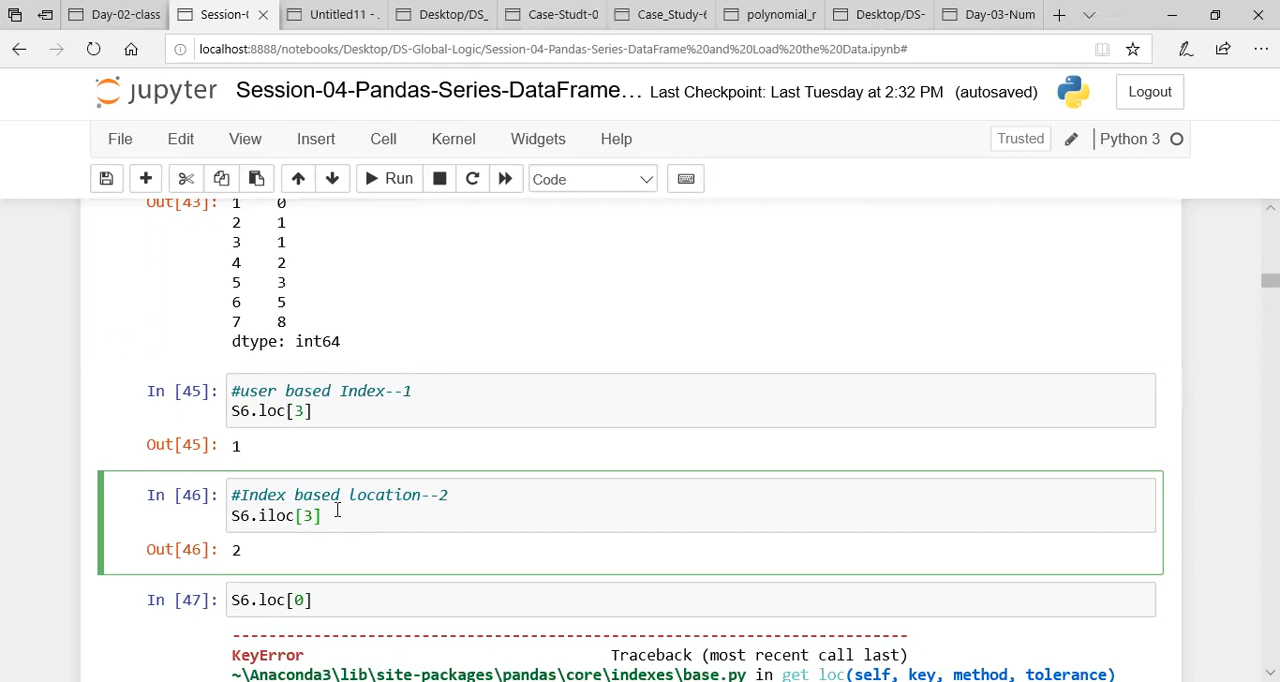 Day-02-class
Session-(
Untitled11 - .
Desktop/DS_
Case-Studt-0
Case_Study-6
polynomial_r
Desktop/DS-
Day-03-Num
localhost:8888/notebooks/Desktop/DS-Global-Logic/Session-04-Pandas-Series-DataFrame%20and%20Load%20the%20Data.ipynb#
jupyter Session-04-Pandas-Series-DataFrame... Last Checkpoint: Last Tuesday at 2:32 PM (autosaved) Logout
File Edit View Insert Cell Kernel Widgets Help Trusted Python 3
Run Code
Out[43]: 1 0
2 1
3 1
4 2
5 3
6 5
7 8
dtype: int64
In [45]: #user based Index--1
S6.loc[3]
Out[45]: 1
In [46]: #Index based location--2
S6.iloc[3]
Out[46]: 2
In [47]: S6.loc[0]
---------------------------------------------------------------------------
KeyError Traceback (most recent call last)
~\Anaconda3\lib\site-packages\pandas\core\indexes\base.py in get_loc(self, key, method, tolerance)